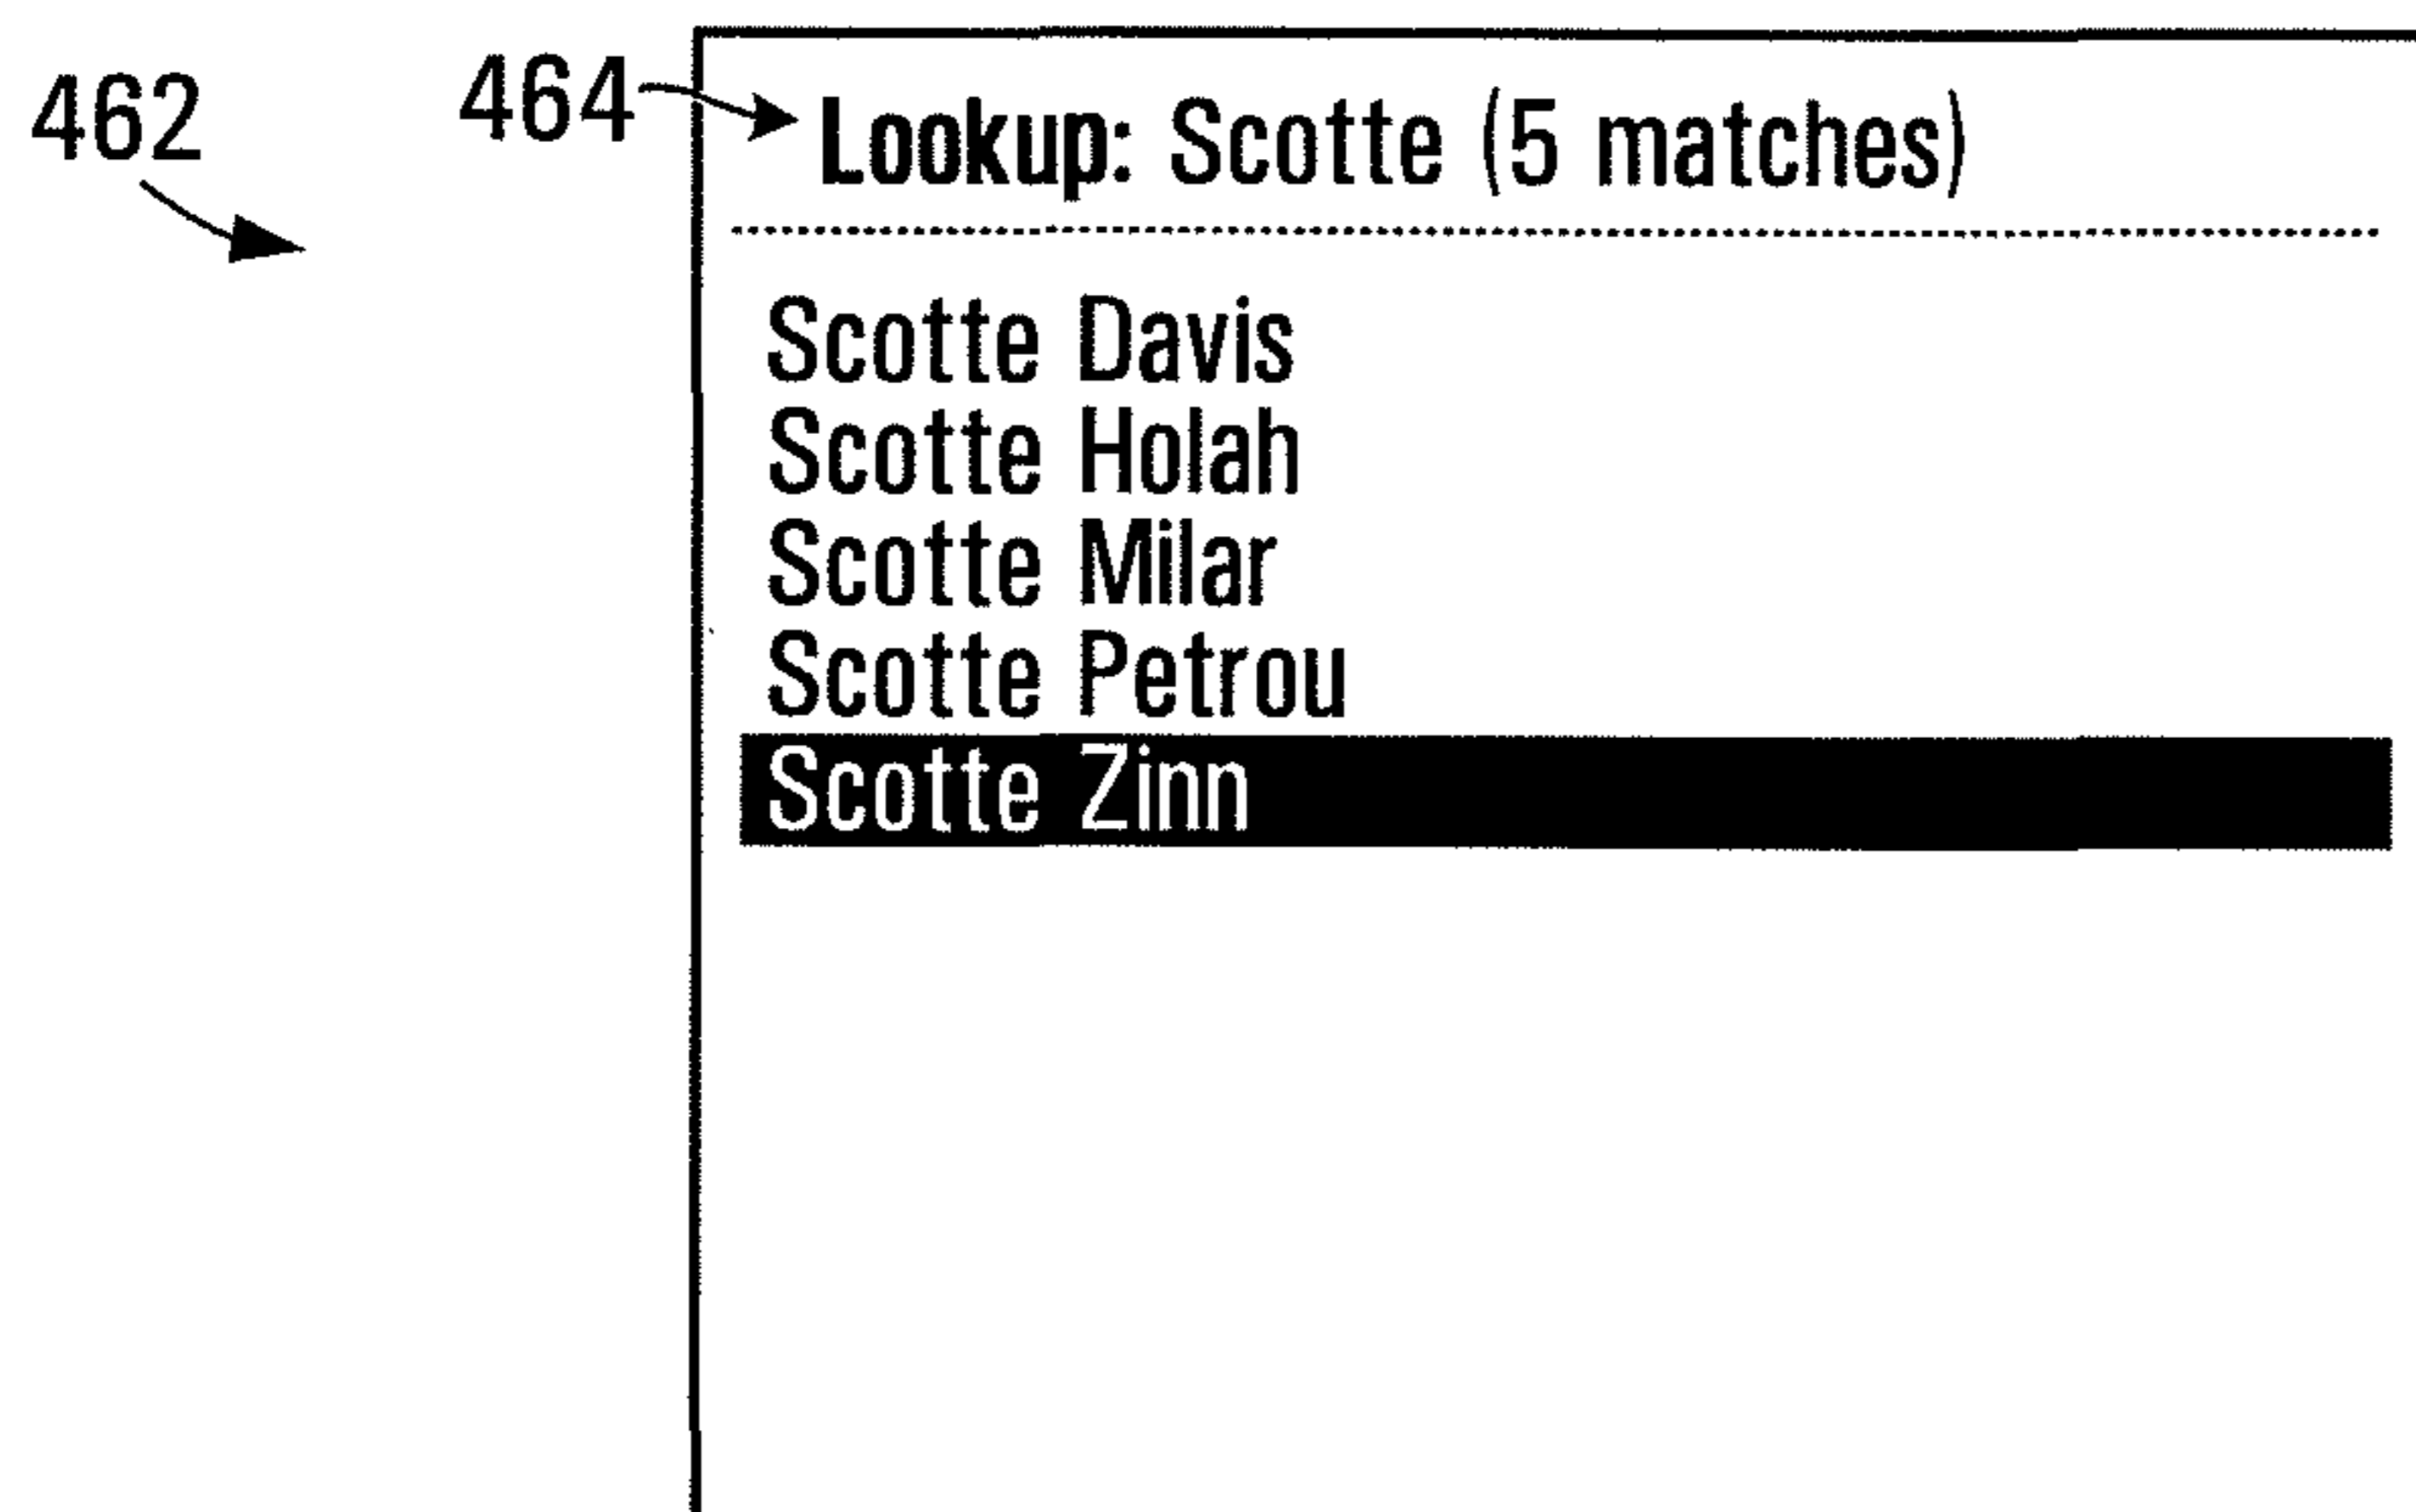 462
464
Lookup: Scotte (5 matches)
Scotte Davis
Scotte Holah
Scotte Milar
Scotte Petrou
Scotte Zinn